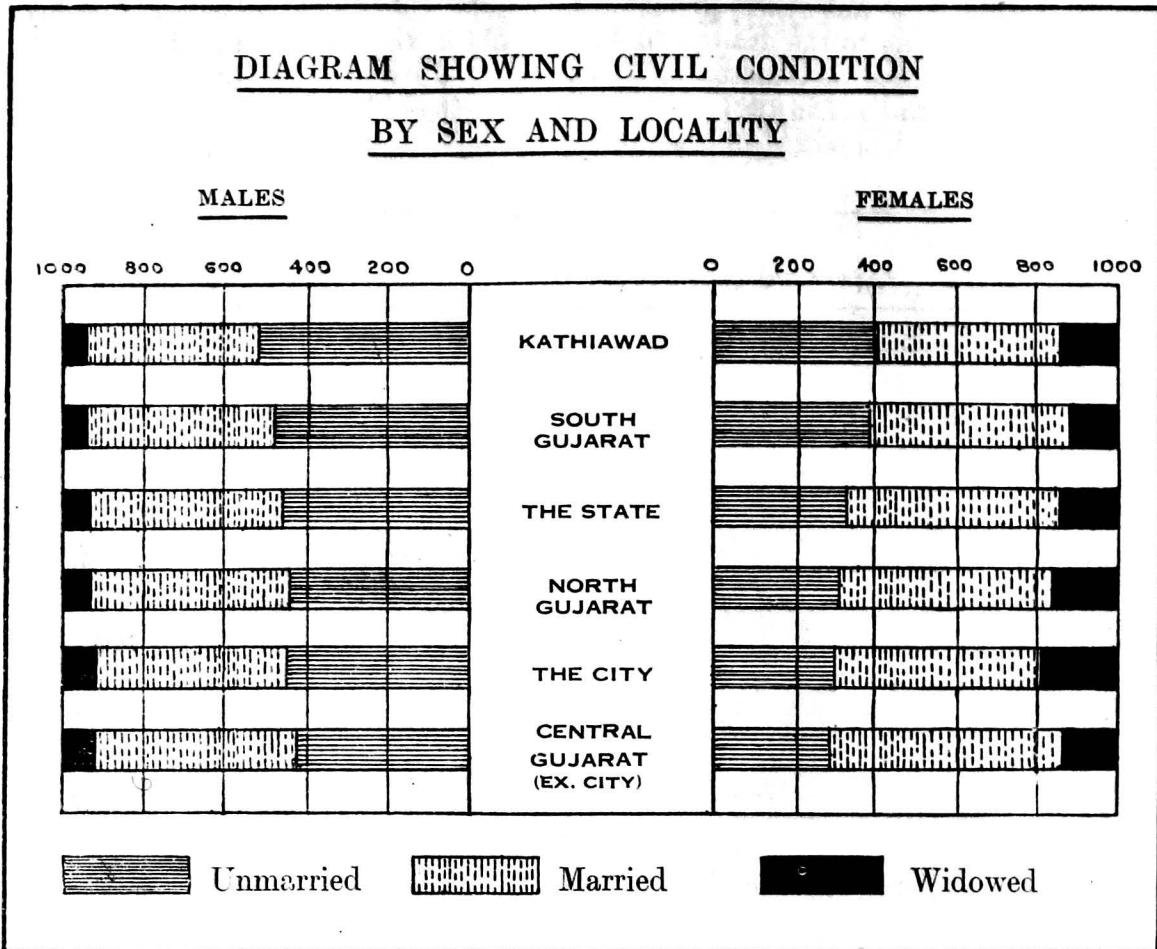 DIAGRAM SHOWING CIVIL CONDITION
BY SEX AND LOCALITY
MALES
FEMALES
1000 800 600 400 200 0
0 200 400 600 800 1000
KATHIAWAD
SOUTH
GUJARAT
THE STATE
NORTH
GUJARAT
THE CITY
CENTRAL
GUJARAT
(EX. CITY)
Unmarried
Married
Widowed